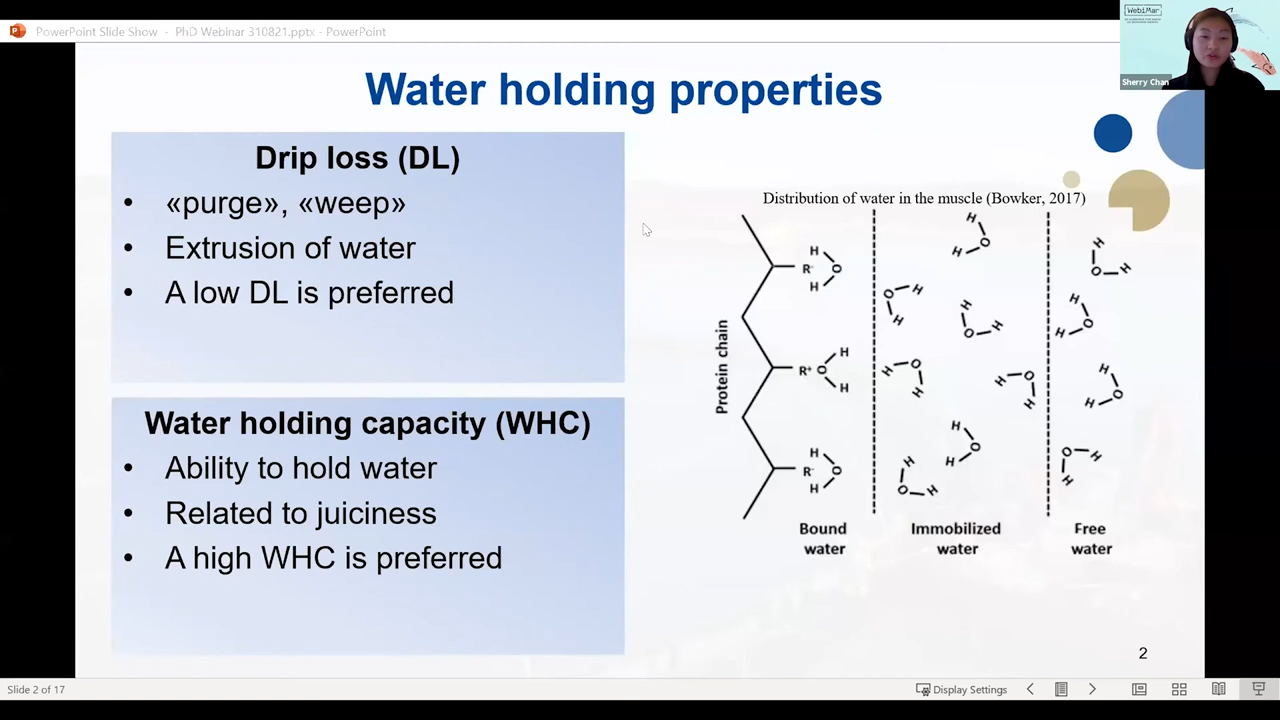 PowerPoint Slide Show - PhD Webinar 310821.pptx - PowerPoint
WebiMar
Sherry Chan
Water holding properties
Drip loss (DL)
• «purge», «weep»
• Extrusion of water
• A low DL is preferred
Water holding capacity (WHC)
• Ability to hold water
• Related to juiciness
• A high WHC is preferred
Distribution of water in the muscle (Bowker, 2017)
Protein chain
R⁻ H O H
R⁺ O H H
R⁻ H O H
H H O
O H H
H O H
H O H
H O H
H H O
H O H
H O H
H H O
H H O
O H H
Bound water
Immobilized water
Free water
2
Slide 2 of 17
Display Settings